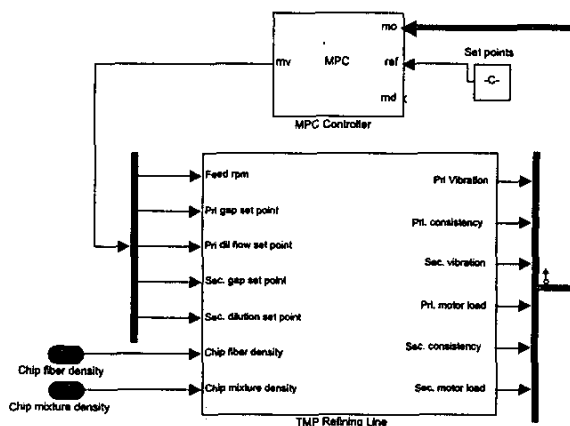 mo
Set points
mv
MPC
ref
-C-
md
MPC Controller
Feed rpm
Pri Vibration
Pri gap set point
Pri. consistency
Pri dil flow set point
Sec. vibration
Sec. gap set point
Pri. motor load
Sec. dilution set point
Sec. consistency
Chip fiber density
Chip fiber density
Chip mixture density
Sec. motor load
Chip mixture density
TMP Refining Line